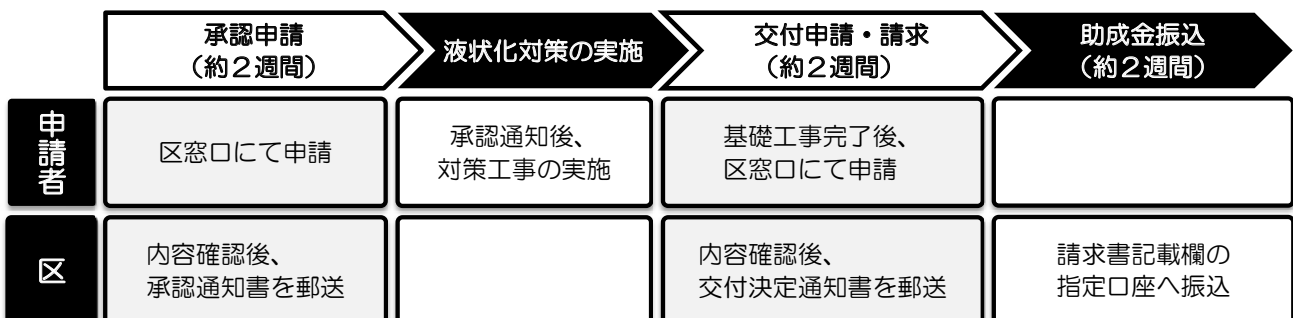 承認申請
(約2週間)
液状化対策の実施
交付申請・請求
(約2週間)
助成金振込
(約2週間)
申請者
区窓口にて申請
承認通知後、
対策工事の実施
基礎工事完了後、
区窓口にて申請
区
内容確認後、
承認通知書を郵送
内容確認後、
交付決定通知書を郵送
請求書記載欄の
指定口座へ振込